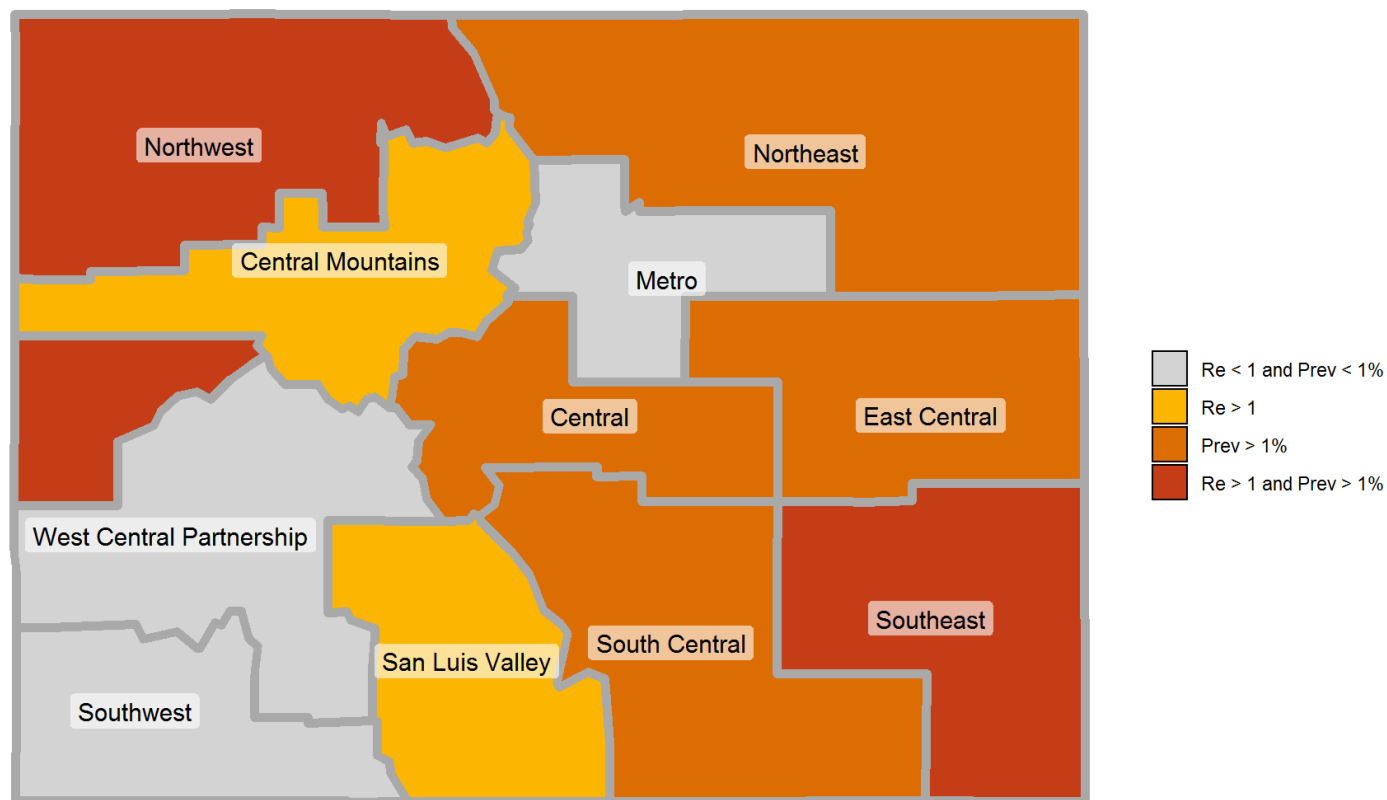 Northwest
Northeast
Central Mountains
Metro
Central
East Central
West Central Partnership
Southeast
South Central
San Luis Valley
Southwest
Re < 1 and Prev < 1%
Re > 1
Prev > 1%
Re > 1 and Prev > 1%